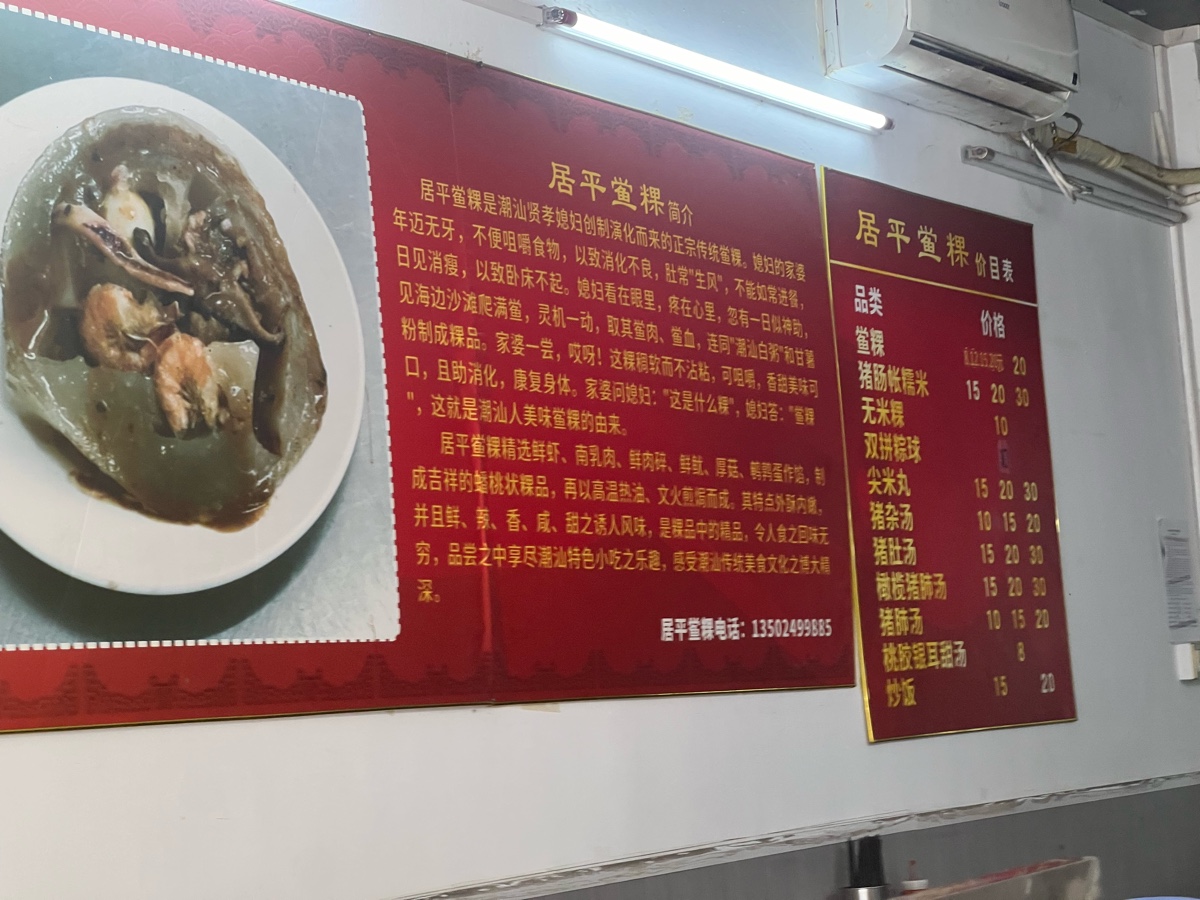 居平鲎粿简介
居平鲎粿是潮汕贤孝媳妇创制演化而来的正宗传统鲎粿。媳妇的家婆
年迈无牙，不便咀嚼食物，以致消化不良，肚常"生风"，不能如常进餐，
日见消瘦，以致卧床不起。媳妇看在眼里，疼在心里，忽有一日似神助，
见海边沙滩爬满鲎，灵机一动，取其鲎肉、鲎血，连同"潮汕白粥"和甘薯
粉制成粿品。家婆一尝，哎呀！这粿稠软而不沾粘，可咀嚼，香甜美味可
口，且助消化，康复身体。家婆问媳妇："这是什么粿"，媳妇答："鲎粿
"，这就是潮汕人美味鲎粿的由来。
居平鲎粿精选鲜虾、南乳肉、鲜肉碎、鲜鱿、厚菇、鹌鹑蛋作馅，制
成吉祥的蟠桃状粿品，再以高温热油、文火煎焗而成。其特点外酥内嫩，
并且鲜、辣、香、咸、甜之诱人风味，是粿品中的精品，令人食之回味无
穷，品尝之中享尽潮汕特色小吃之乐趣，感受潮汕传统美食文化之博大精
深。
居平鲎粿电话：13502499885
居平鲎粿价目表
品类 价格
鲎粿 20
猪肠帐糯米 15 20 30
无米粿 10
双拼粽球
尖米丸 15 20 30
猪杂汤 10 15 20
猪肚汤 15 20 30
橄榄猪肺汤 15 20 30
猪肺汤 10 15 20
桃胶银耳甜汤 8
炒饭 15 20